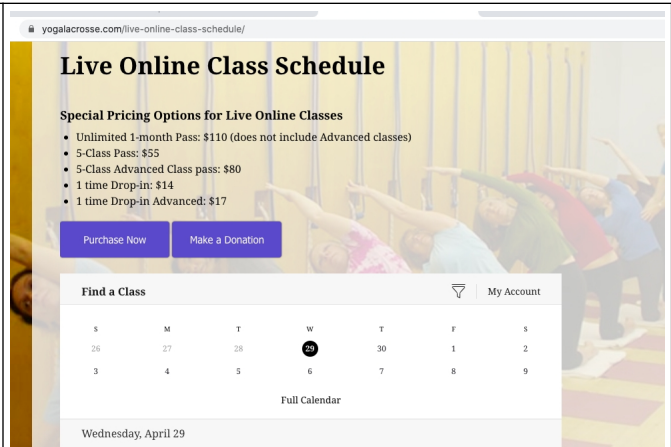 yogalacrosse.com/live-online-class-schedule/
Live Online Class Schedule
Special Pricing Options for Live Online Classes
• Unlimited 1-month Pass: $110 (does not include Advanced classes)
• 5-Class Pass: $55
• 5-Class Advanced Class pass: $80
• 1 time Drop-in: $14
• 1 time Drop-in Advanced: $17
Purchase Now Make a Donation
Find a Class My Account
S M T W T F S
26 27 28 29 30 1 2
3 4 5 6 7 8 9
Full Calendar
Wednesday, April 29